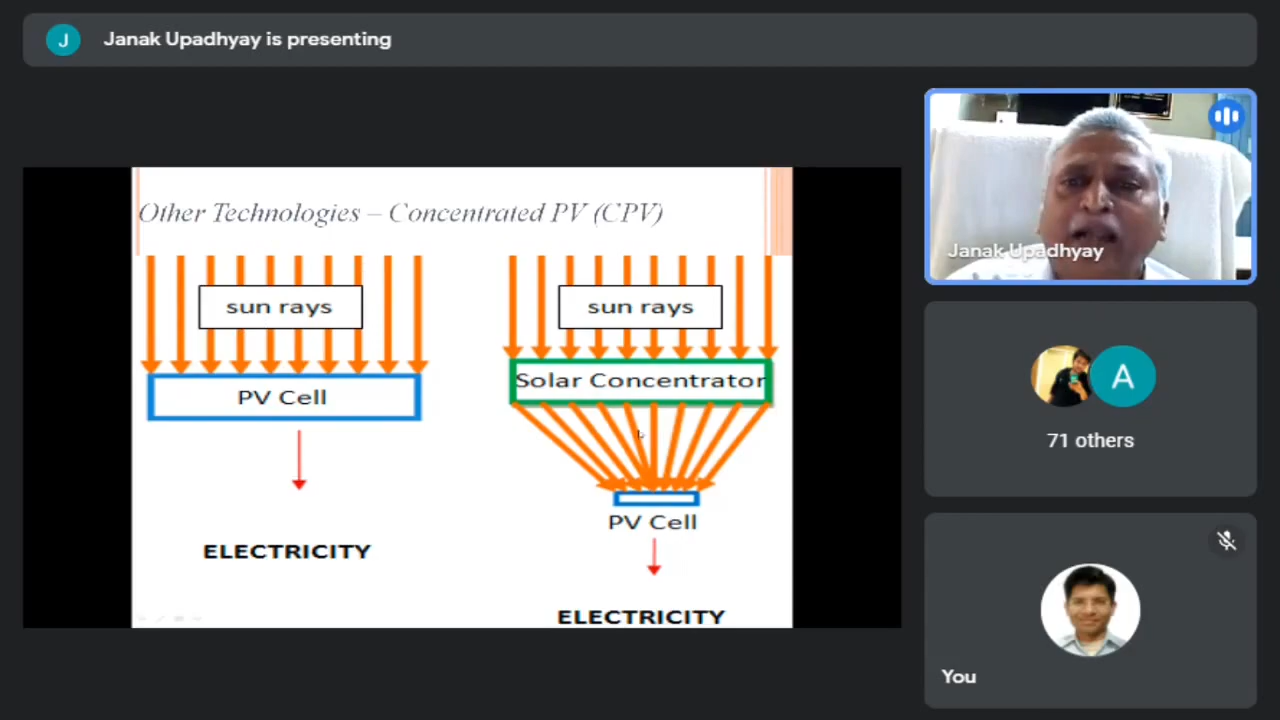 J
Janak Upadhyay is presenting
Other Technologies – Concentrated PV (CPV)
sun rays
PV Cell
ELECTRICITY
sun rays
Solar Concentrator
PV Cell
ELECTRICITY
Janak Upadhyay
A
71 others
You